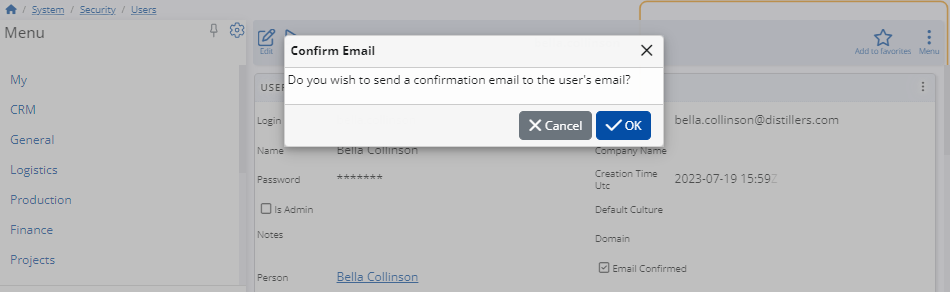 / System / Security / Users
Menu
Edit
Add to favorites
Menu
Confirm Email
Do you wish to send a confirmation email to the user's email?
Cancel
OK
My
CRM
General
Logistics
Production
Finance
Projects
USER
Login
bella.collinson@distillers.com
Name
Bella Collinson
Company Name
Password
*******
Creation Time
Utc
2023-07-19 15:59Z
Is Admin
Default Culture
Notes
Domain
Email Confirmed
Person
Bella Collinson